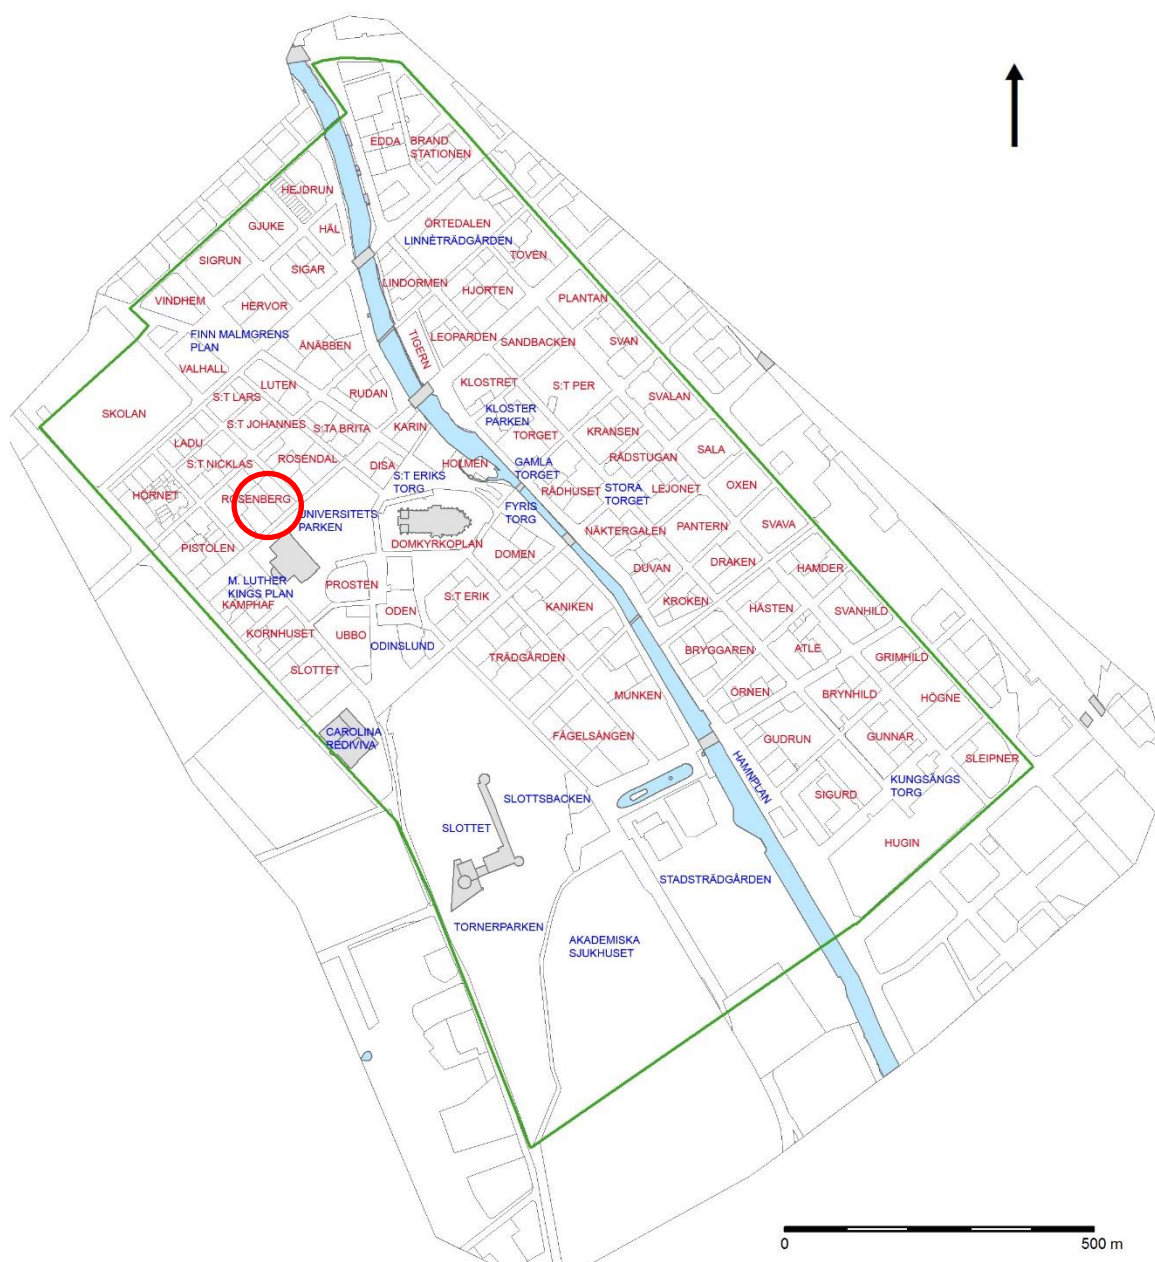 EDDA
BRAND
STATIONEN
HEJDRUN
GJUKE
HÄL
ÖRTEDALEN
LINNÈTRÄDGÅRDEN
TOVEN
SIGRUN
SIGAR
LINDORMEN
HJORTEN
VINDHEM
HERVOR
PLANTAN
FINN MALMGRENS
PLAN
ÅNÄBBEN
TIGERN
LEOPARDEN
SANDBACKEN
SVAN
VALHALL
LUTEN
RUDAN
KLOSTRET
S:T PER
SVALAN
S:T LARS
SKOLAN
KLOSTER
PARKEN
S:T JOHANNES
S:TA BRITA
KARIN
TORGET
KRANSEN
LADU
SALA
S:T NICKLAS
ROSENDAL
DISA
HOLMEN
GAMLA
TORGET
RÅDSTUGAN
S:T ERIKS
TORG
HORNET
ROSENBERG
RÅDHUSET
STORA
TORGET
LEJONET
OXEN
UNIVERSITETS
PARKEN
FYRIS
TORG
NÄKTERGALEN
PANTERN
SVAVA
PISTOLEN
DOMKYRKOPLAN
DOMEN
DUVAN
DRAKEN
HAMDER
M. LUTHER
KINGS PLAN
PROSTEN
S:T ERIK
KAMPHAF
ODEN
KANIKEN
KROKEN
HÄSTEN
SVANHILD
KORNHUSET
UBBO
ODINSLUND
TRÄDGÅRDEN
BRYGGAREN
ATLE
GRIMHILD
SLOTTET
MUNKEN
ÖRNEN
BRYNHILD
HÖGNE
CAROLINA
REDIVIVA
FÅGELSÅNGEN
GUDRUN
GUNNAR
SLEIPNER
HAMNPLAN
KUNGSÄNGS
TORG
SLOTTSBACKEN
SIGURD
SLOTTET
HUGIN
STADSTRÄDGÅRDEN
TORNERPARKEN
AKADEMISKA
SJUKHUSET
0
500 m